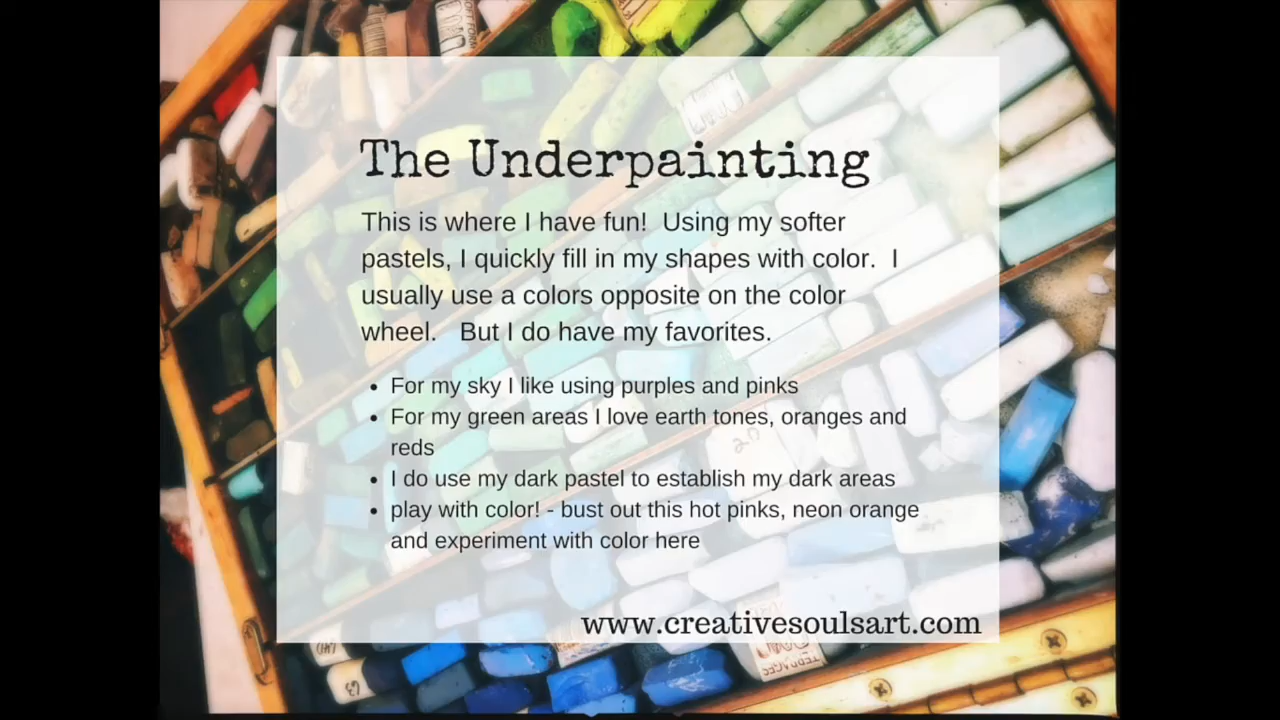 The Underpainting
This is where I have fun!  Using my softer
pastels, I quickly fill in my shapes with color.  I
usually use a colors opposite on the color
wheel.   But I do have my favorites.
• For my sky I like using purples and pinks
• For my green areas I love earth tones, oranges and
reds
• I do use my dark pastel to establish my dark areas
• play with color! - bust out this hot pinks, neon orange
and experiment with color here
www.creativesoulsart.com